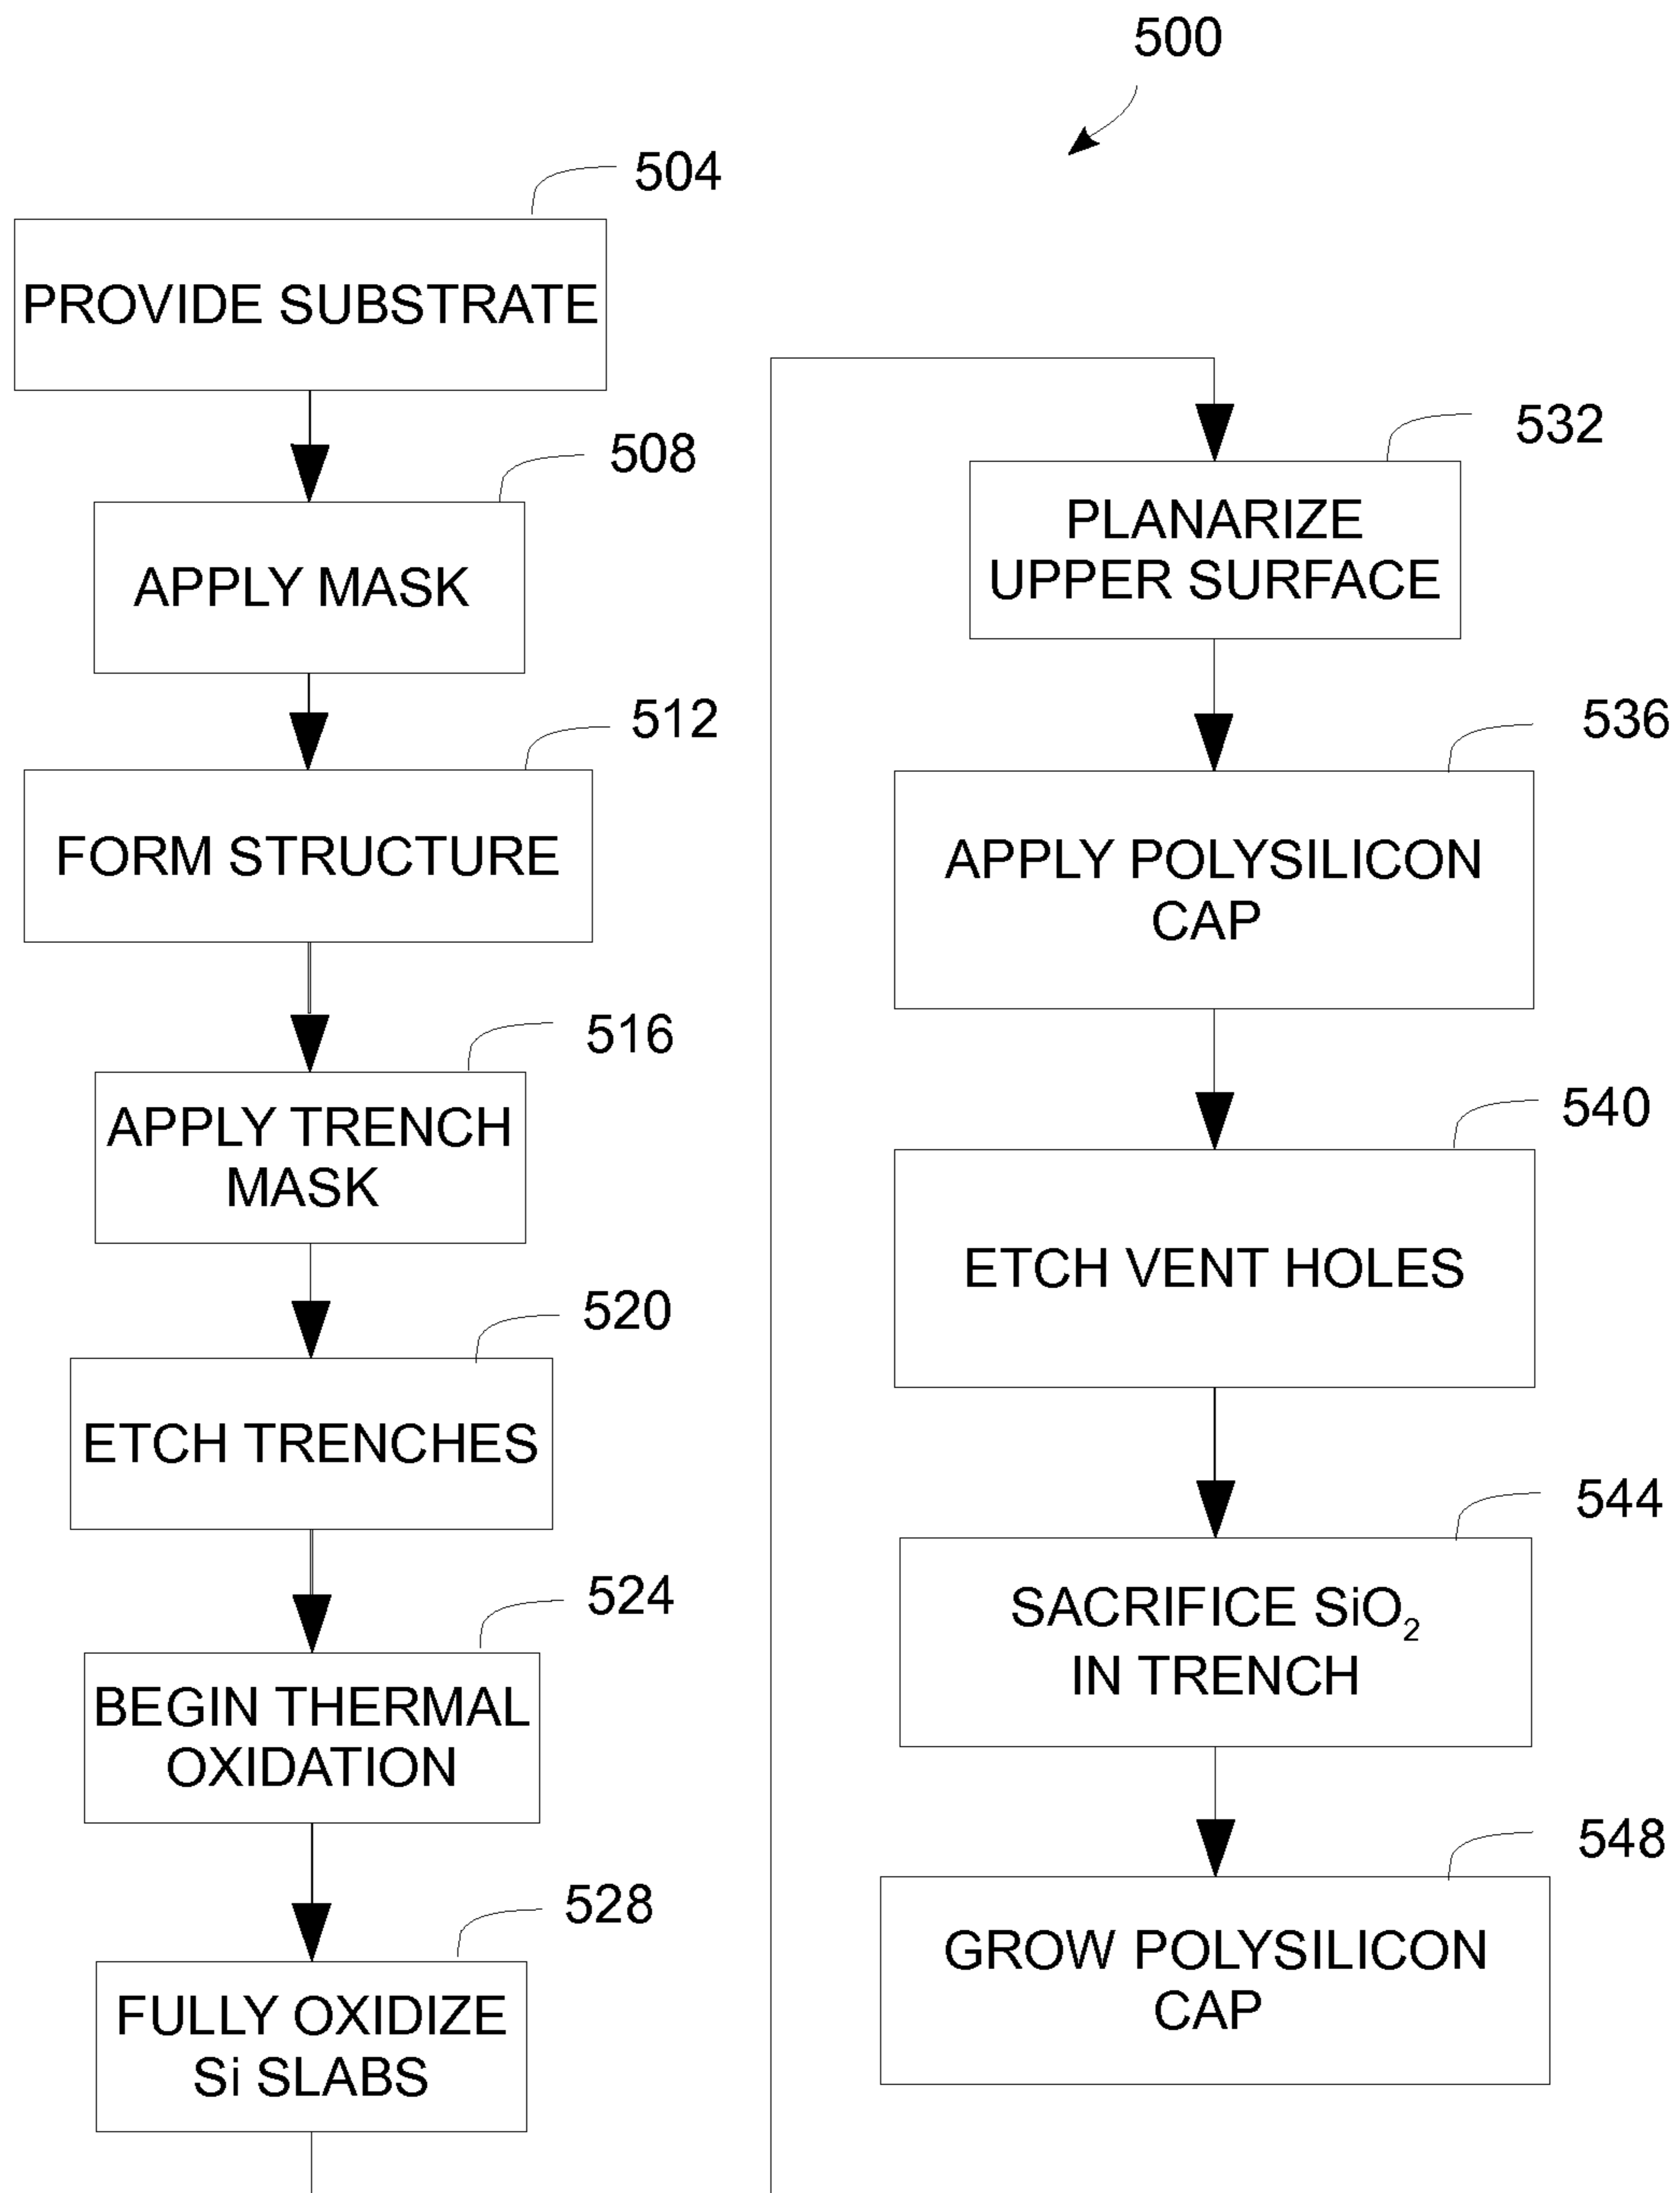 500
504
PROVIDE SUBSTRATE
508
APPLY MASK
512
FORM STRUCTURE
516
APPLY TRENCH
MASK
520
ETCH TRENCHES
524
BEGIN THERMAL
OXIDATION
528
FULLY OXIDIZE
Si SLABS
532
PLANARIZE
UPPER SURFACE
536
APPLY POLYSILICON
CAP
540
ETCH VENT HOLES
544
SACRIFICE SiO₂
IN TRENCH
548
GROW POLYSILICON
CAP